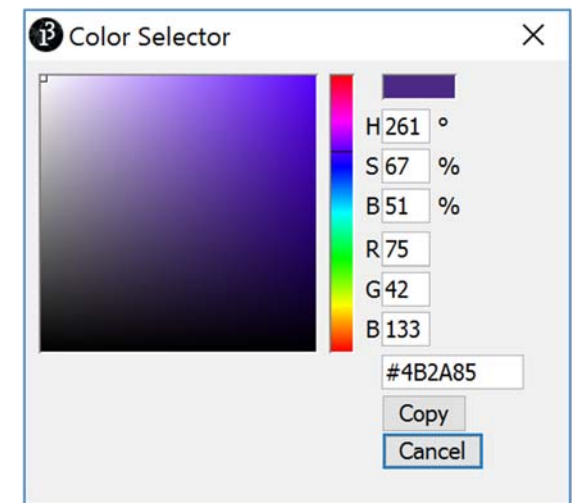 Color Selector
H 261 °
S 67 %
B 51 %
R 75
G 42
B 133
#4B2A85
Copy
Cancel